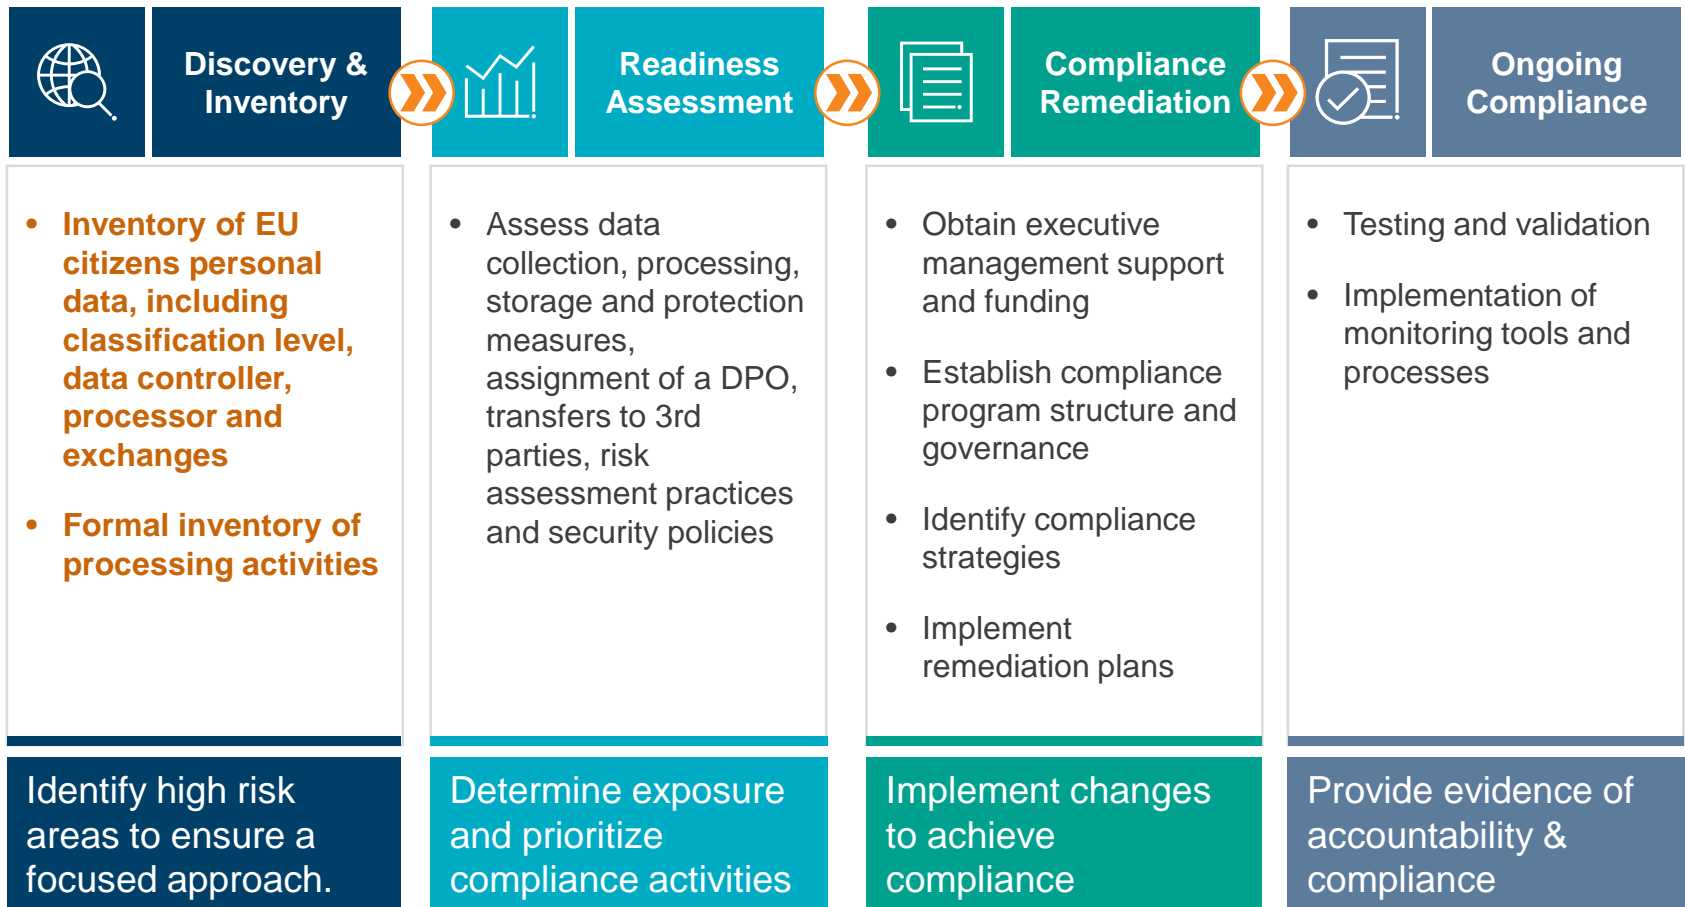 Discovery &
Inventory
Readiness
Assessment
Compliance
Remediation
Ongoing
Compliance
• Inventory of EU
citizens personal
data, including
classification level,
data controller,
processor and
exchanges
• Formal inventory of
processing activities
• Assess data
collection, processing,
storage and protection
measures,
assignment of a DPO,
transfers to 3rd
parties, risk
assessment practices
and security policies
• Obtain executive
management support
and funding
• Establish compliance
program structure and
governance
• Identify compliance
strategies
• Implement
remediation plans
• Testing and validation
• Implementation of
monitoring tools and
processes
Identify high risk
areas to ensure a
focused approach.
Determine exposure
and prioritize
compliance activities
Implement changes
to achieve
compliance
Provide evidence of
accountability &
compliance